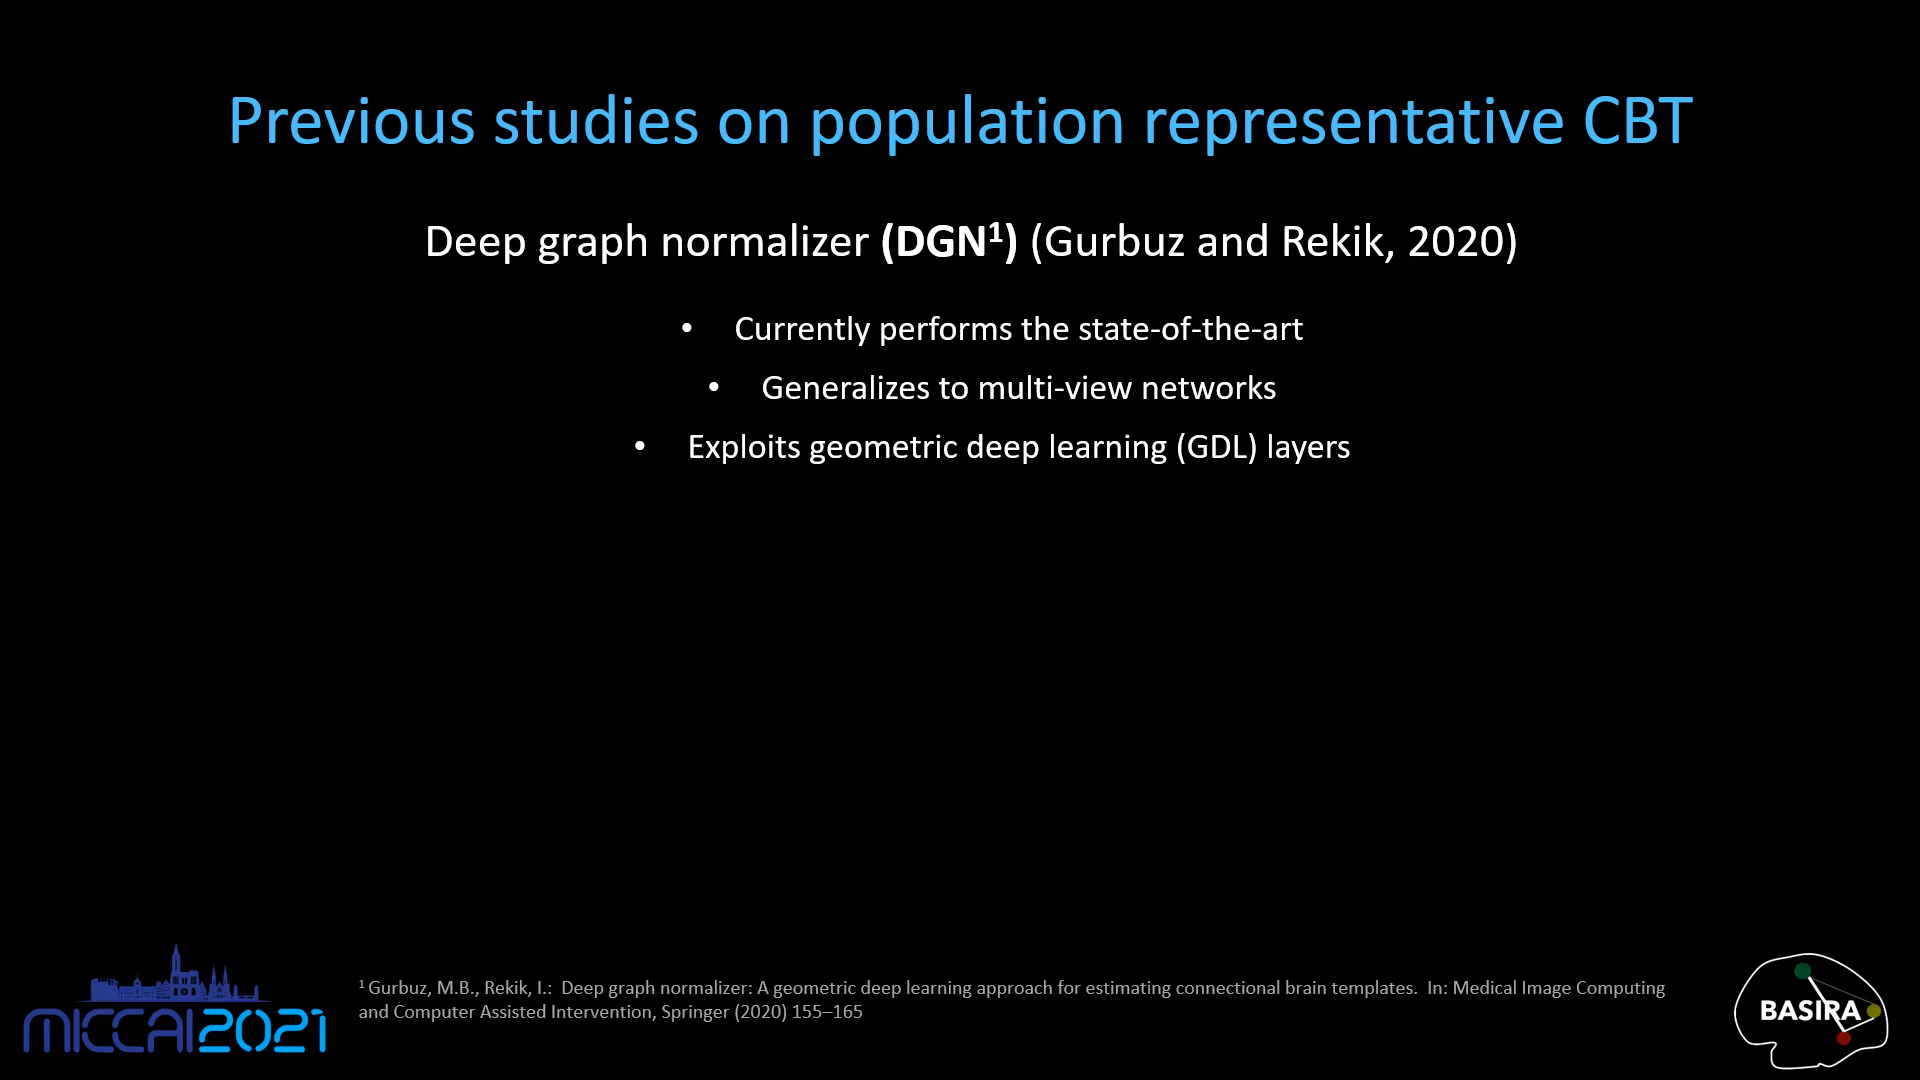 Previous studies on population representative CBT
Deep graph normalizer (DGN¹) (Gurbuz and Rekik, 2020)
• Currently performs the state-of-the-art
• Generalizes to multi-view networks
• Exploits geometric deep learning (GDL) layers
¹ Gurbuz, M.B., Rekik, I.: Deep graph normalizer: A geometric deep learning approach for estimating connectional brain templates. In: Medical Image Computing
and Computer Assisted Intervention, Springer (2020) 155–165
MICCAI2021
BASIRA